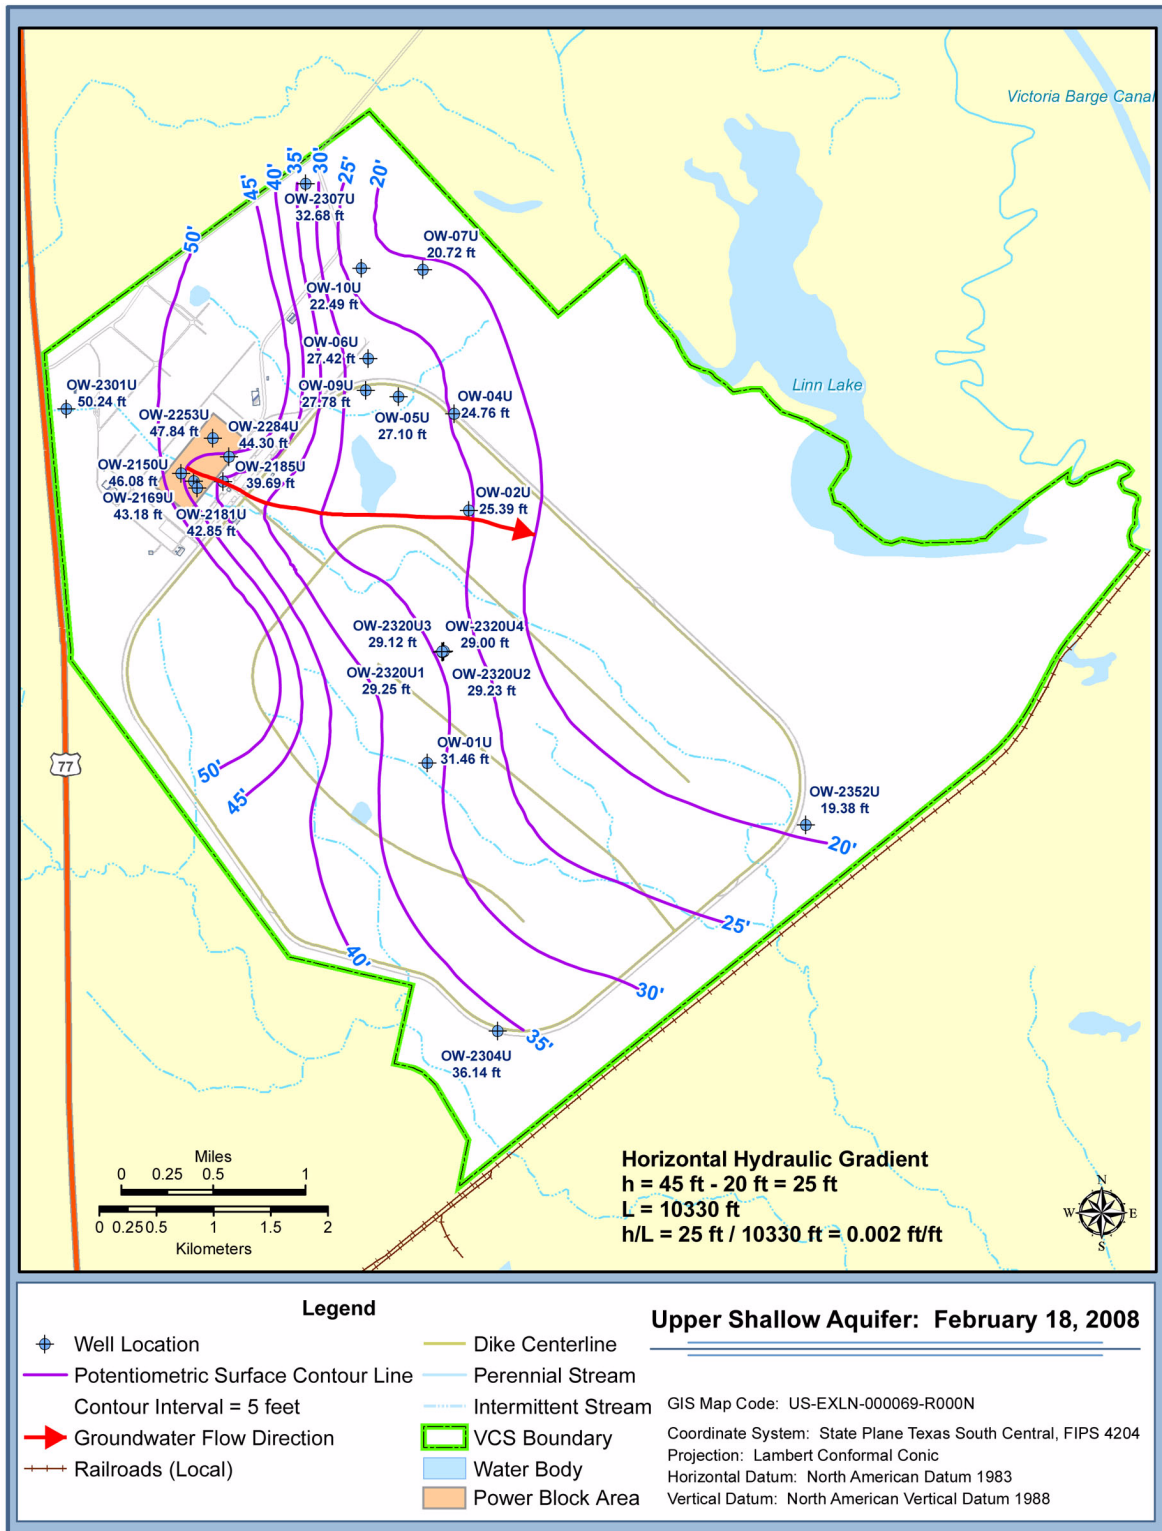 Victoria Barge Canal
35'
30'
40'
25'
20'
45'
OW-2307U
32.68 ft
50'
OW-07U
20.72 ft
OW-10U
22.49 ft
OW-06U
27.42 ft
OW-2301U
50.24 ft
OW-09U
27.78 ft
OW-04U
24.76 ft
Linn Lake
OW-2253U
47.84 ft
OW-2284U
44.30 ft
OW-05U
27.10 ft
OW-2150U
46.08 ft
OW-2185U
39.69 ft
OW-2169U
43.18 ft
OW-2181U
42.85 ft
OW-02U
25.39 ft
OW-2320U3
29.12 ft
OW-2320U4
29.00 ft
OW-2320U1
29.25 ft
OW-2320U2
29.23 ft
OW-01U
31.46 ft
77
50'
45'
OW-2352U
19.38 ft
20'
25'
40'
30'
35'
OW-2304U
36.14 ft
Miles
0 0.25 0.5 1
0 0.25 0.5 1 1.5 2
Kilometers
Horizontal Hydraulic Gradient
h = 45 ft - 20 ft = 25 ft
L = 10330 ft
h/L = 25 ft / 10330 ft = 0.002 ft/ft
N
W
E
S
Legend
Well Location
Potentiometric Surface Contour Line
Contour Interval = 5 feet
Groundwater Flow Direction
Railroads (Local)
Dike Centerline
Perennial Stream
Intermittent Stream
VCS Boundary
Water Body
Power Block Area
Upper Shallow Aquifer: February 18, 2008
GIS Map Code: US-EXLN-000069-R000N
Coordinate System: State Plane Texas South Central, FIPS 4204
Projection: Lambert Conformal Conic
Horizontal Datum: North American Datum 1983
Vertical Datum: North American Vertical Datum 1988